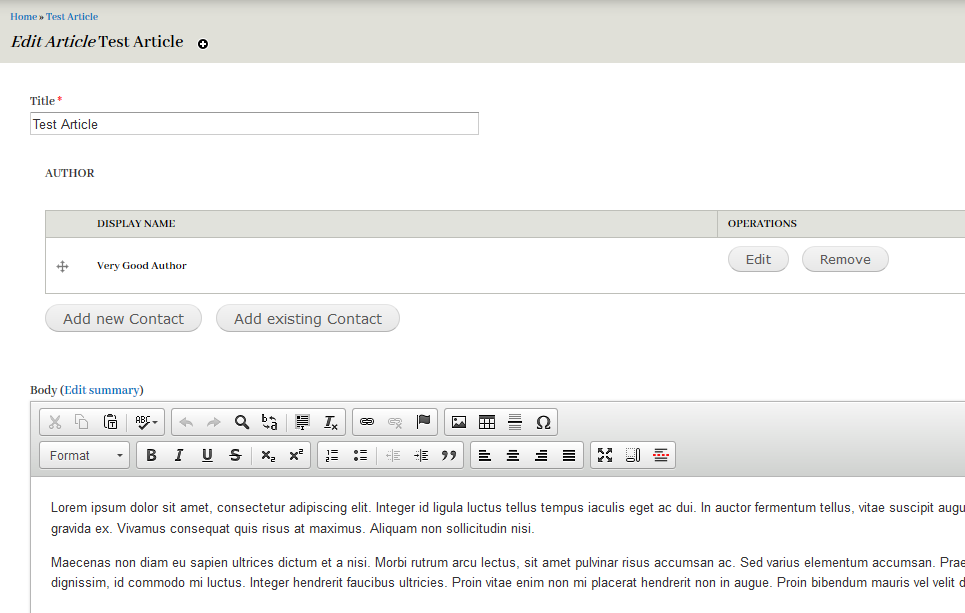 Home » Test Article
Edit Article Test Article
Title *
Test Article
AUTHOR
DISPLAY NAME OPERATIONS
Very Good Author Edit Remove
Add new Contact Add existing Contact
Body (Edit summary)
ABC
Format B I U S x₂ x²
Lorem ipsum dolor sit amet, consectetur adipiscing elit. Integer id ligula luctus tellus tempus iaculis eget ac dui. In auctor fermentum tellus, vitae suscipit augu
gravida ex. Vivamus consequat quis risus at maximus. Aliquam non sollicitudin nisi.
Maecenas non diam eu sapien ultrices dictum et a nisi. Morbi rutrum arcu lectus, sit amet pulvinar risus accumsan ac. Sed varius elementum accumsan. Prae
dignissim, id commodo mi luctus. Integer hendrerit faucibus ultricies. Proin vitae enim non mi placerat hendrerit non in augue. Proin bibendum mauris vel velit d